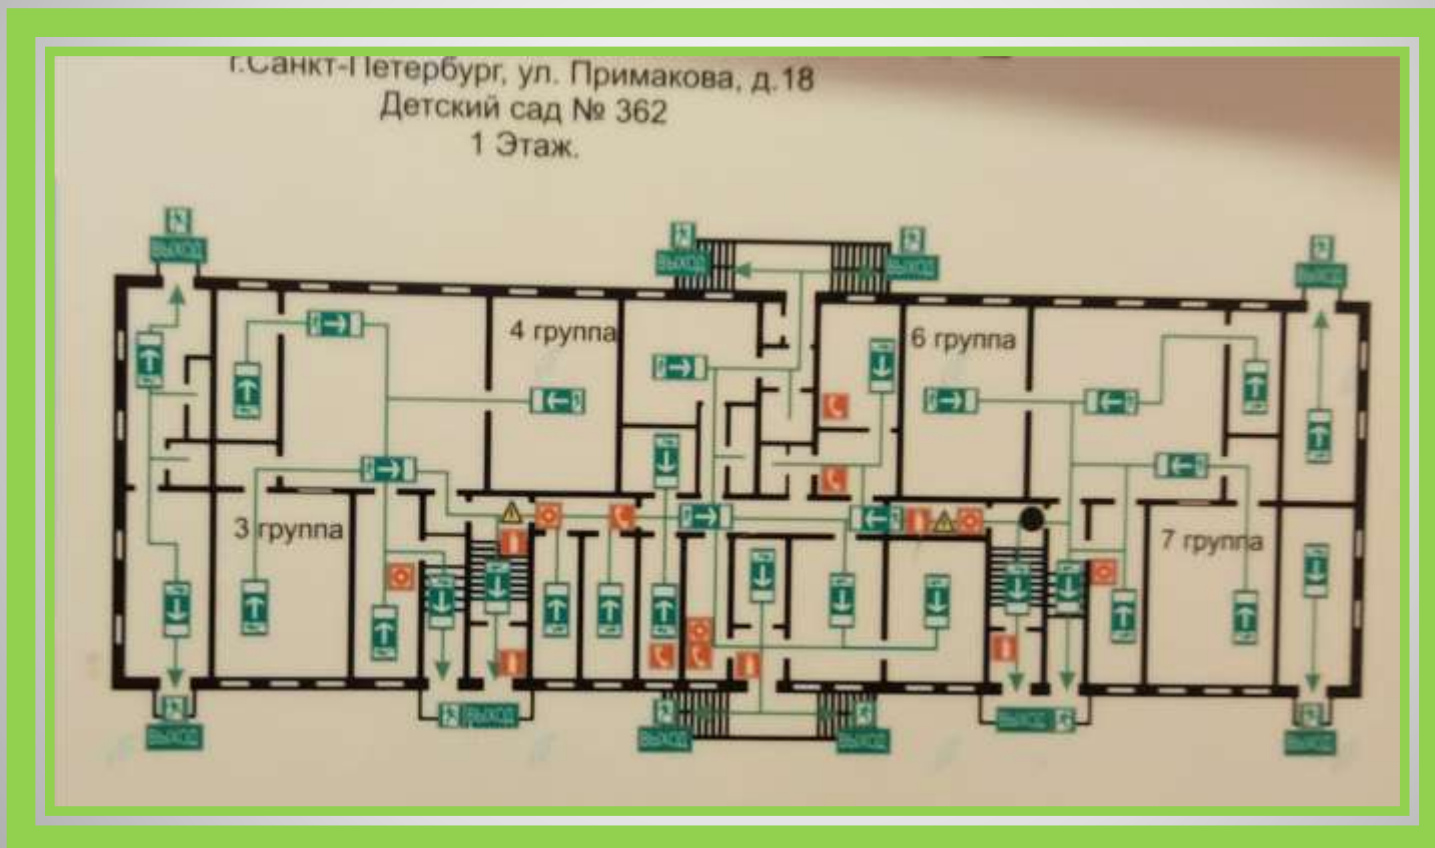 г.Санкт-Петербург, ул. Примакова, д.18
Детский сад № 362
1 Этаж.
ВЫХОД
ВЫХОД
ВЫХОД
ВЫХОД
4 группа
6 группа
3 группа
7 группа
ВЫХОД
ВЫХОД
ВЫХОД
ВЫХОД
ВЫХОД
ВЫХОД